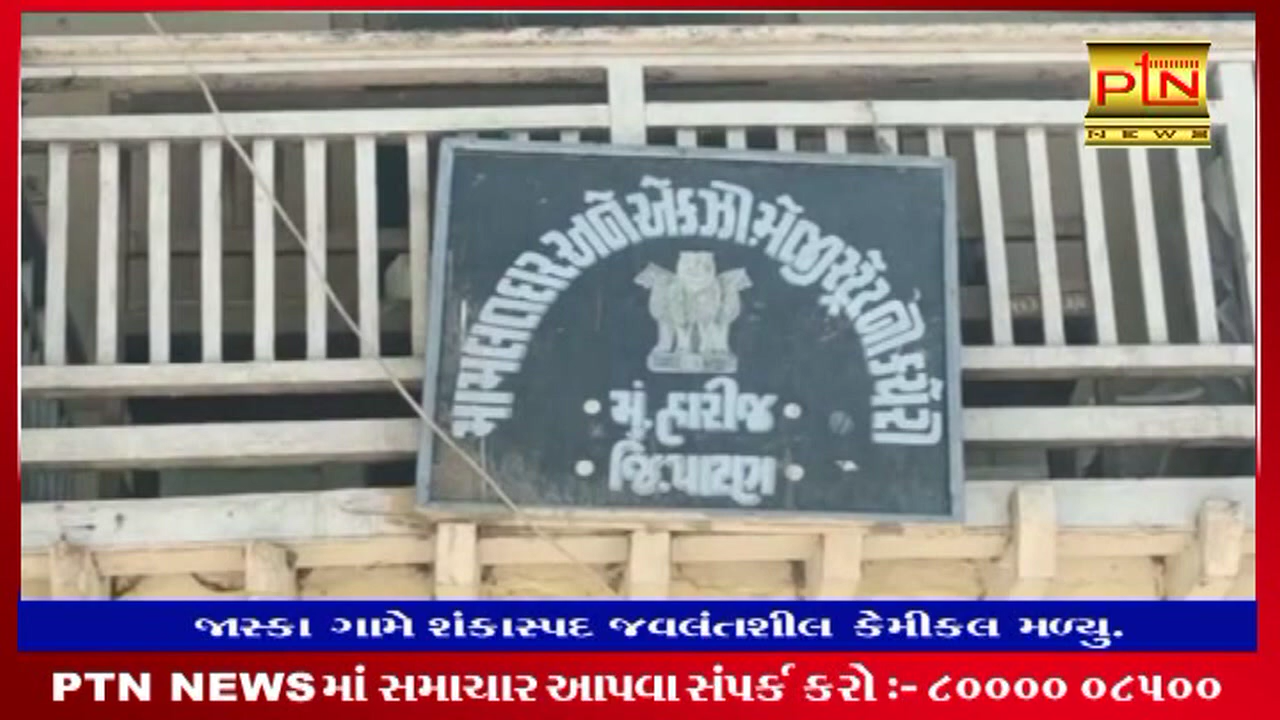 PTN
NEWS
મામલતદાર અને એકઝી.મેજીસ્ટ્રેટની કચેરી
મું.હારીજ
જિ.પાટણ
જાસ્કા ગામે શંકાસ્પદ જવલંતશીલ કેમીકલ મળ્યુ.
PTN NEWSમાં સમાચાર આપવા સંપર્ક કરો :- ૮૦૦૦૦ ૦૮૫૦૦